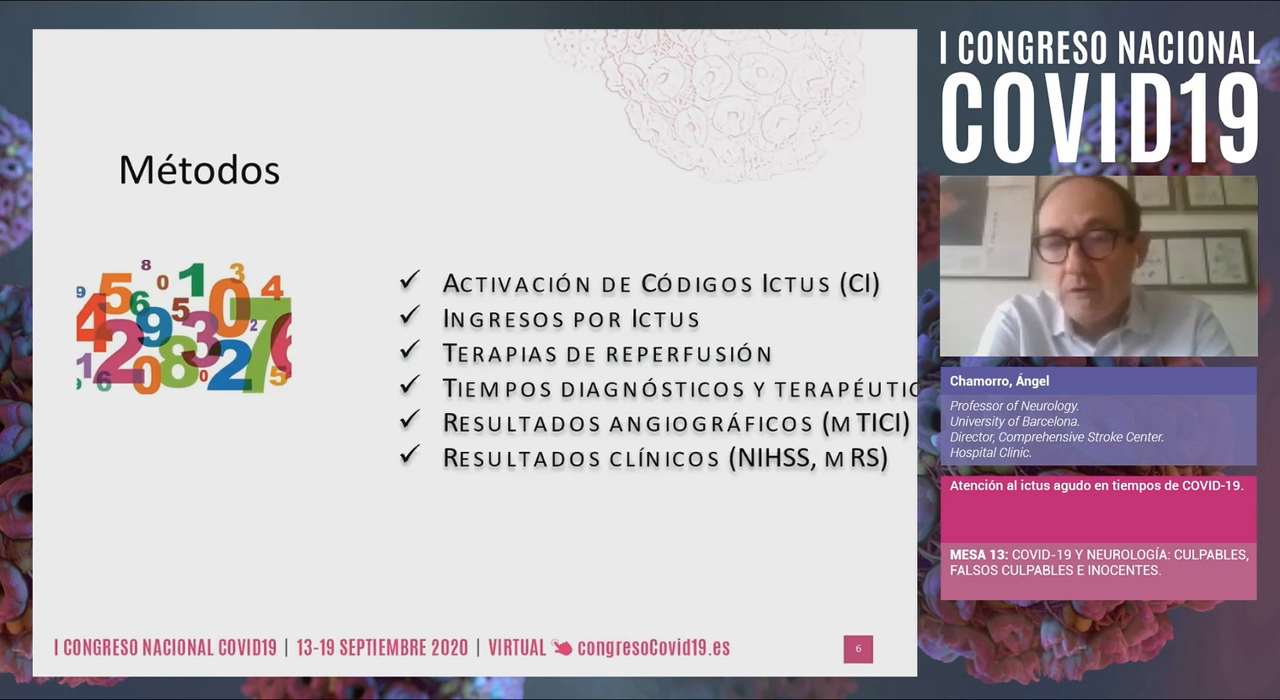 I CONGRESO NACIONAL
COVID19
Métodos
✓ ACTIVACIÓN DE CÓDIGOS ICTUS (CI)
✓ INGRESOS POR ICTUS
✓ TERAPIAS DE REPERFUSIÓN
✓ TIEMPOS DIAGNÓSTICOS Y TERAPÉUTIC
✓ RESULTADOS ANGIOGRÁFICOS (M TICI)
✓ RESULTADOS CLÍNICOS (NIHSS, M RS)
Chamorro, Ángel
Professor of Neurology.
University of Barcelona.
Director, Comprehensive Stroke Center.
Hospital Clinic.
Atención al ictus agudo en tiempos de COVID-19.
MESA 13: COVID-19 Y NEUROLOGÍA: CULPABLES,
FALSOS CULPABLES E INOCENTES.
I CONGRESO NACIONAL COVID19 | 13-19 SEPTIEMBRE 2020 | VIRTUAL congresoCovid19.es
6